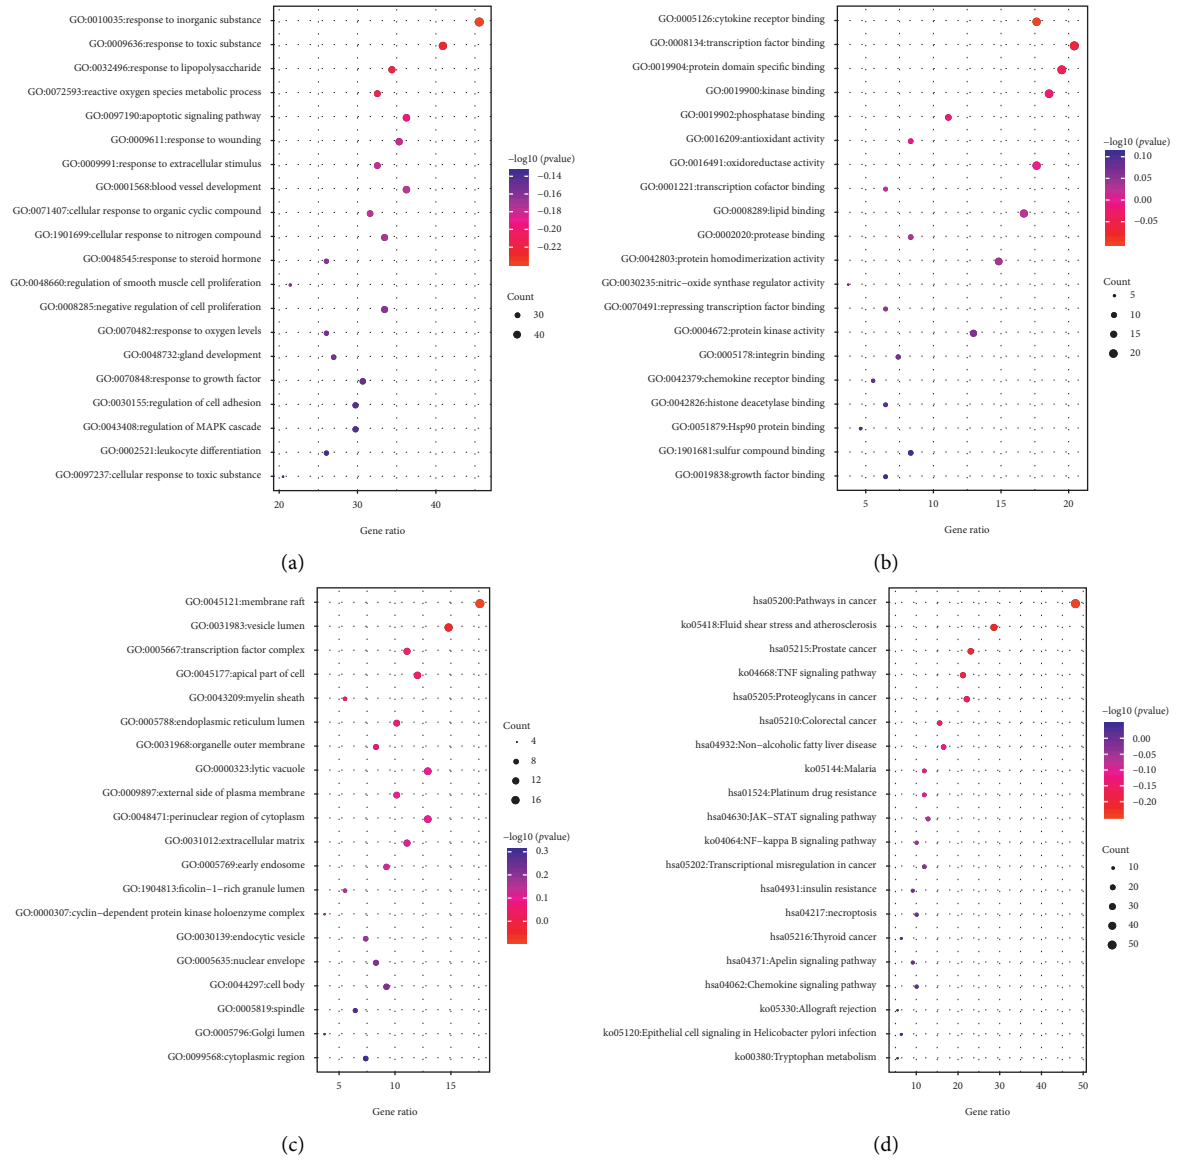 GO:0010035:response to inorganic substance
GO:0009636:response to toxic substance
GO:0032496:response to lipopolysaccharide
GO:0072593:reactive oxygen species metabolic process
GO:0097190:apoptotic signaling pathway
GO:0009611:response to wounding
GO:0009991:response to extracellular stimulus
GO:0001568:blood vessel development
GO:0071407:cellular response to organic cyclic compound
GO:1901699:cellular response to nitrogen compound
GO:0048545:response to steroid hormone
GO:0048660:regulation of smooth muscle cell proliferation
GO:0008285:negative regulation of cell proliferation
GO:0070482:response to oxygen levels
GO:0048732:gland development
GO:0070848:response to growth factor
GO:0030155:regulation of cell adhesion
GO:0043408:regulation of MAPK cascade
GO:0002521:leukocyte differentiation
GO:0097237:cellular response to toxic substance
20 30 40
Gene ratio
−log10 (pvalue)
−0.14
−0.16
−0.18
−0.20
−0.22
Count
30
40
(a)
GO:0005126:cytokine receptor binding
GO:0008134:transcription factor binding
GO:0019904:protein domain specific binding
GO:0019900:kinase binding
GO:0019902:phosphatase binding
GO:0016209:antioxidant activity
GO:0016491:oxidoreductase activity
GO:0001221:transcription cofactor binding
GO:0008289:lipid binding
GO:0002020:protease binding
GO:0042803:protein homodimerization activity
GO:0030235:nitric−oxide synthase regulator activity
GO:0070491:repressing transcription factor binding
GO:0004672:protein kinase activity
GO:0005178:integrin binding
GO:0042379:chemokine receptor binding
GO:0042826:histone deacetylase binding
GO:0051879:Hsp90 protein binding
GO:1901681:sulfur compound binding
GO:0019838:growth factor binding
5 10 15 20
Gene ratio
−log10 (pvalue)
0.10
0.05
0.00
−0.05
Count
5
10
15
20
(b)
GO:0045121:membrane raft
GO:0031983:vesicle lumen
GO:0005667:transcription factor complex
GO:0045177:apical part of cell
GO:0043209:myelin sheath
GO:0005788:endoplasmic reticulum lumen
GO:0031968:organelle outer membrane
GO:0000323:lytic vacuole
GO:0009897:external side of plasma membrane
GO:0048471:perinuclear region of cytoplasm
GO:0031012:extracellular matrix
GO:0005769:early endosome
GO:1904813:ficolin−1−rich granule lumen
GO:0000307:cyclin−dependent protein kinase holoenzyme complex
GO:0030139:endocytic vesicle
GO:0005635:nuclear envelope
GO:0044297:cell body
GO:0005819:spindle
GO:0005796:Golgi lumen
GO:0099568:cytoplasmic region
5 10 15
Gene ratio
Count
4
8
12
16
−log10 (pvalue)
0.3
0.2
0.1
0.0
(c)
hsa05200:Pathways in cancer
ko05418:Fluid shear stress and atherosclerosis
hsa05215:Prostate cancer
ko04668:TNF signaling pathway
hsa05205:Proteoglycans in cancer
hsa05210:Colorectal cancer
hsa04932:Non−alcoholic fatty liver disease
ko05144:Malaria
hsa01524:Platinum drug resistance
hsa04630:JAK−STAT signaling pathway
ko04064:NF−kappa B signaling pathway
hsa05202:Transcriptional misregulation in cancer
hsa04931:insulin resistance
hsa04217:necroptosis
hsa05216:Thyroid cancer
hsa04371:Apelin signaling pathway
hsa04062:Chemokine signaling pathway
ko05330:Allograft rejection
ko05120:Epithelial cell signaling in Helicobacter pylori infection
ko00380:Tryptophan metabolism
10 20 30 40 50
Gene ratio
−log10 (pvalue)
0.00
−0.05
−0.10
−0.15
−0.20
Count
10
20
30
40
50
(d)